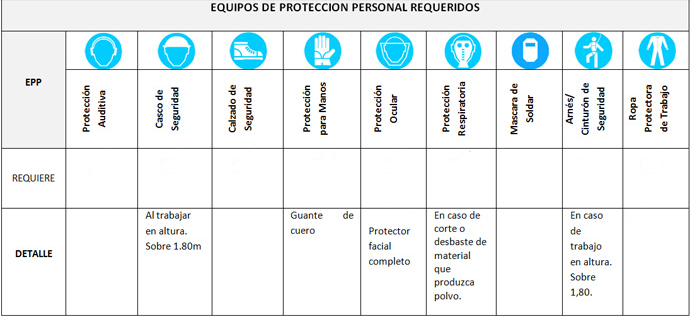 EQUIPOS DE PROTECCION PERSONAL REQUERIDOS
EPP
Protección
Auditiva
Casco de
Seguridad
Calzado de
Seguridad
Protección
para Manos
Protección
Ocular
Protección
Respiratoria
Mascara de
Soldar
Arnés/
Cinturón de
Seguridad
Ropa
Protectora
de Trabajo
REQUIERE
DETALLE
Al trabajar
en altura.
Sobre 1.80m
Guante de
cuero
Protector
facial
completo
En caso de
corte o
desbaste de
material
que
produzca
polvo.
En caso
de
trabajo
en altura.
Sobre
1,80.